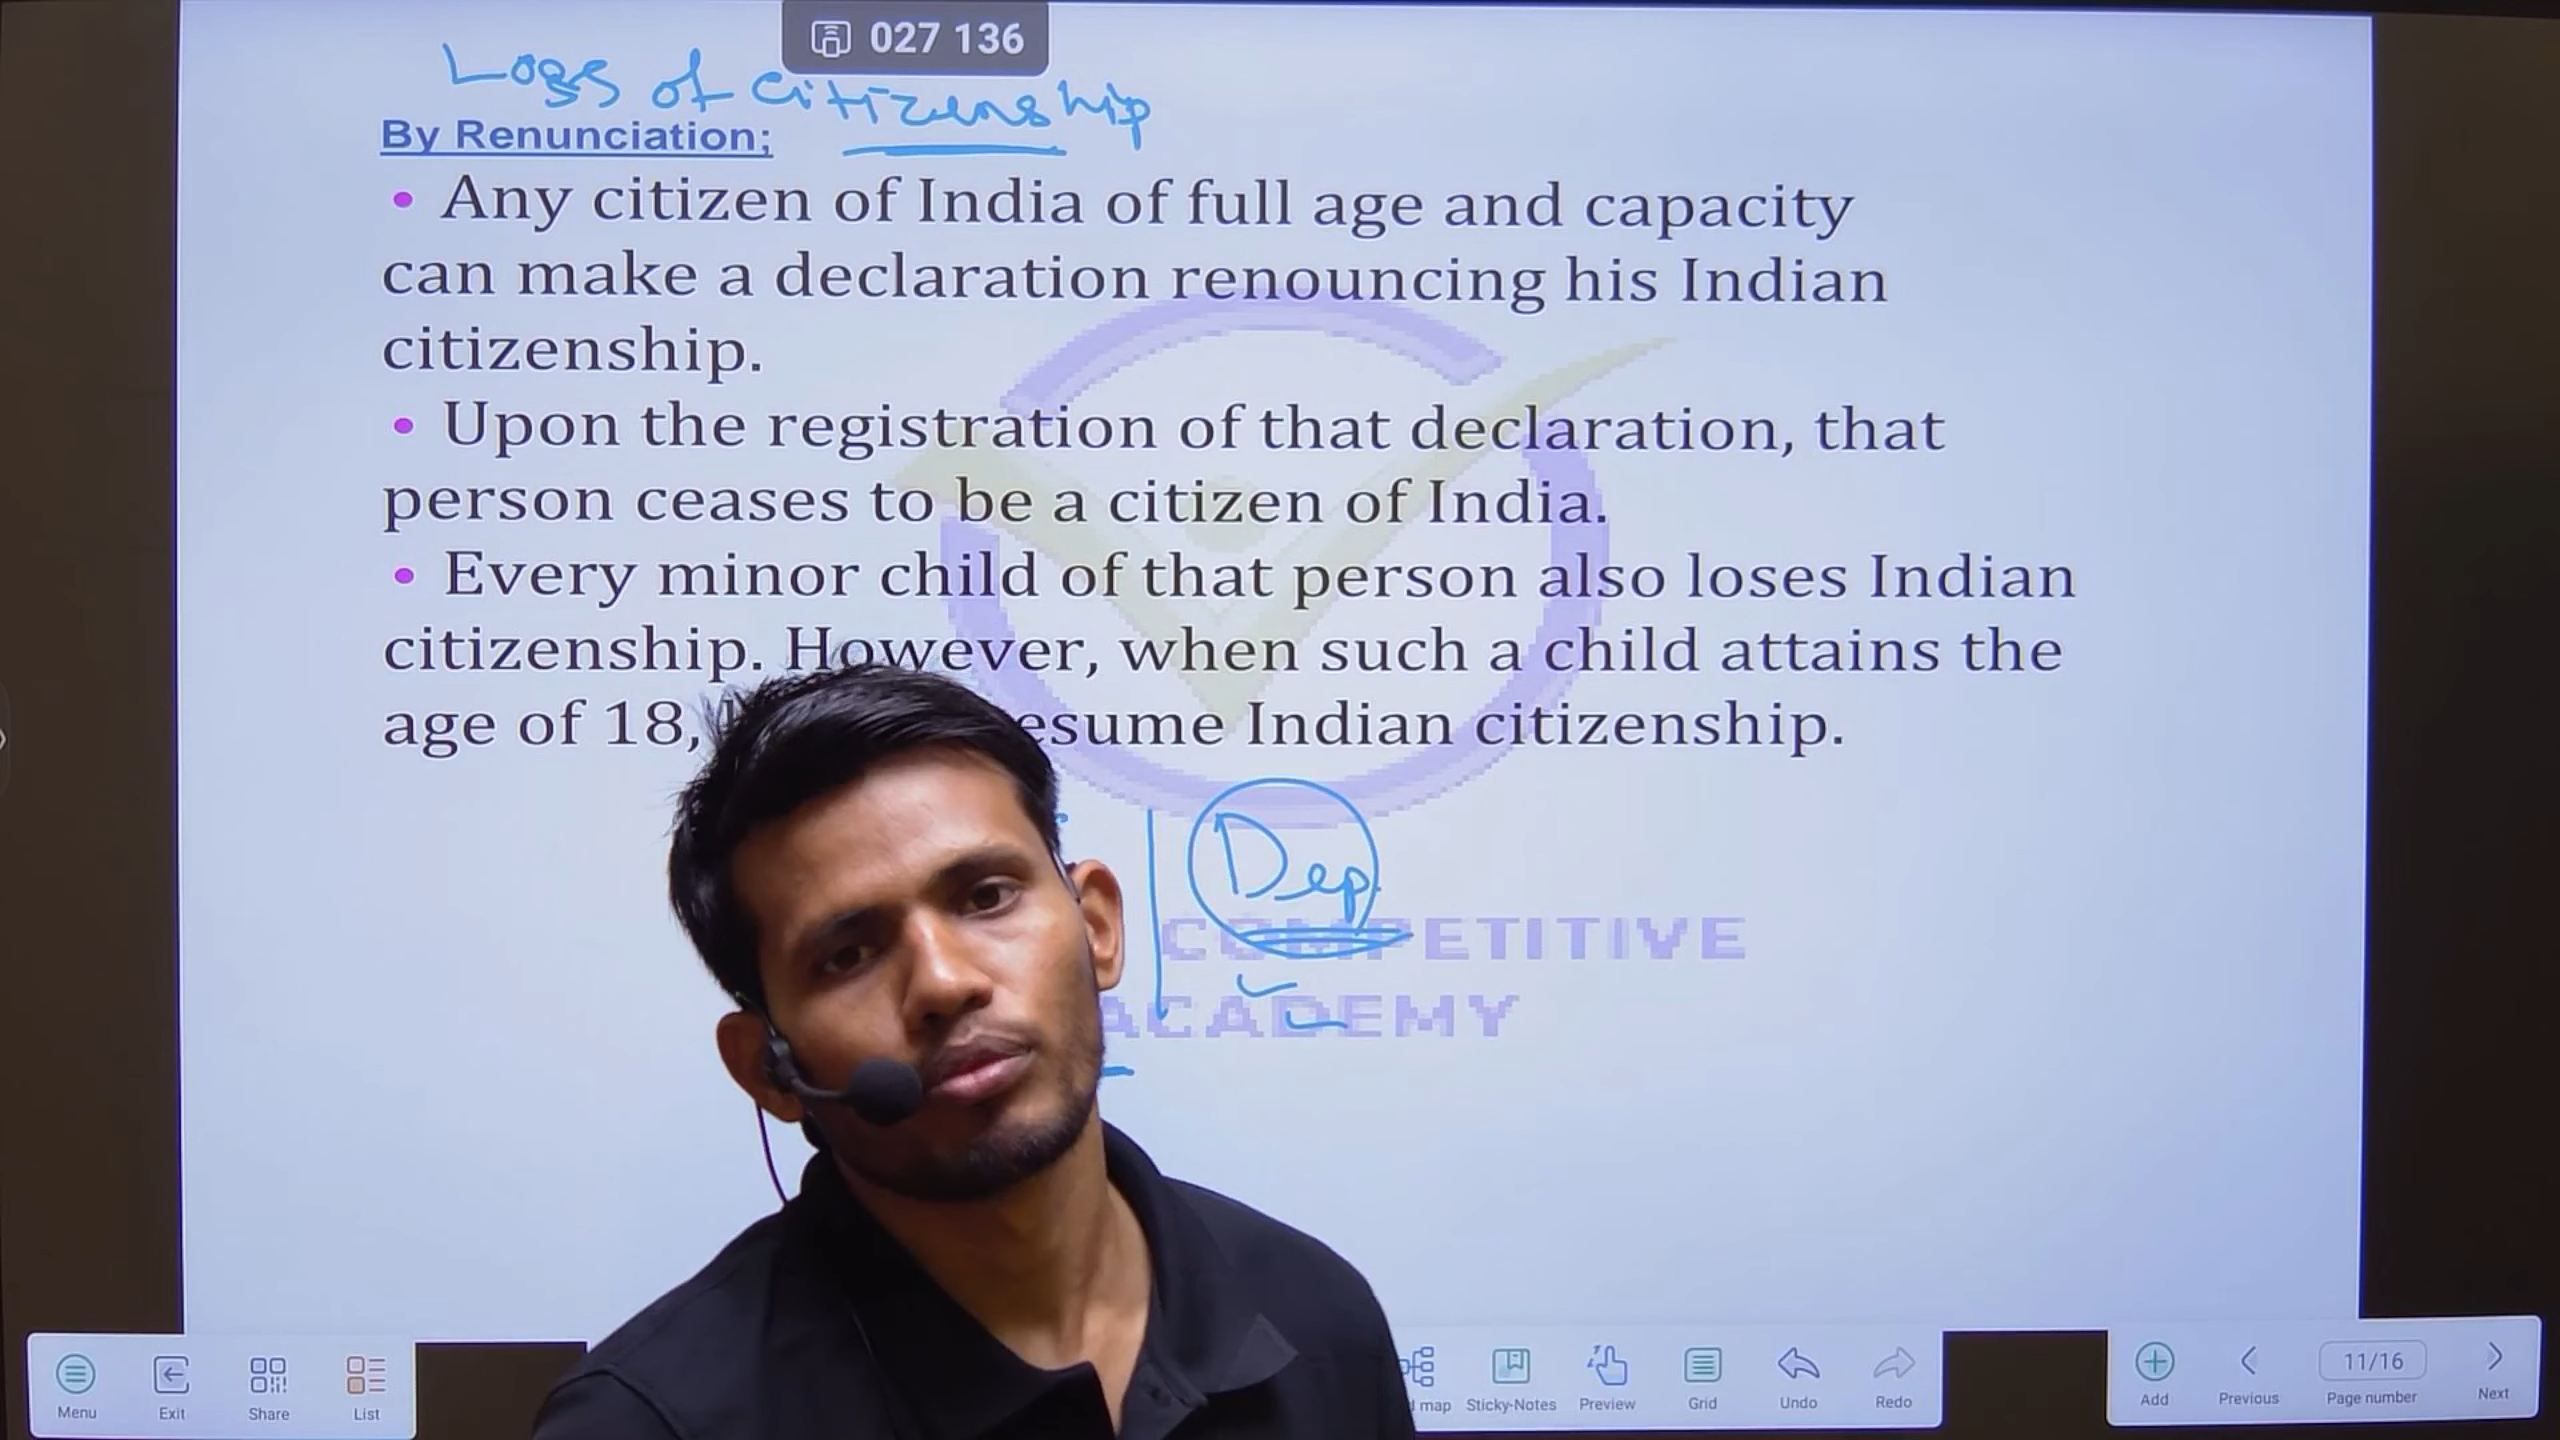 027 136
Loss of citizenship
By Renunciation;
• Any citizen of India of full age and capacity
can make a declaration renouncing his Indian
citizenship.
• Upon the registration of that declaration, that
person ceases to be a citizen of India.
• Every minor child of that person also loses Indian
citizenship. However, when such a child attains the
age of 18, esume Indian citizenship.
Dep
COMPETITIVE
ACADEMY
Menu Exit Share List map Sticky-Notes Preview Grid Undo Redo Add Previous 11/16 Page number Next